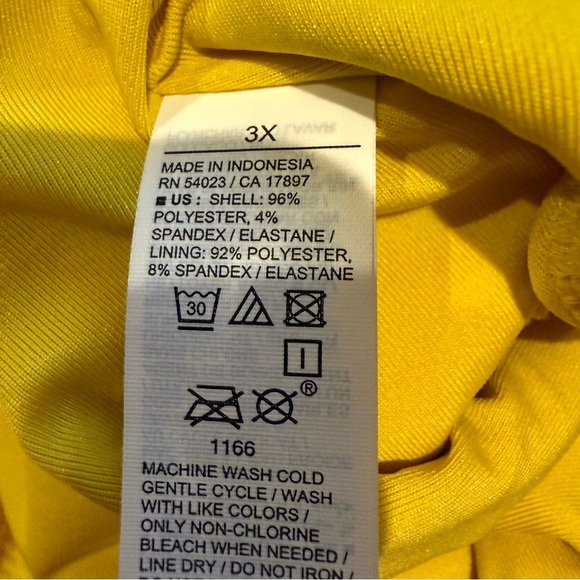 3X
MADE IN INDONESIA
RN 54023 / CA 17897
US : SHELL: 96%
POLYESTER, 4%
SPANDEX / ELASTANE /
LINING: 92% POLYESTER,
8% SPANDEX / ELASTANE
30
®
1166
MACHINE WASH COLD
GENTLE CYCLE / WASH
WITH LIKE COLORS /
ONLY NON-CHLORINE
BLEACH WHEN NEEDED /
LINE DRY / DO NOT IRON /